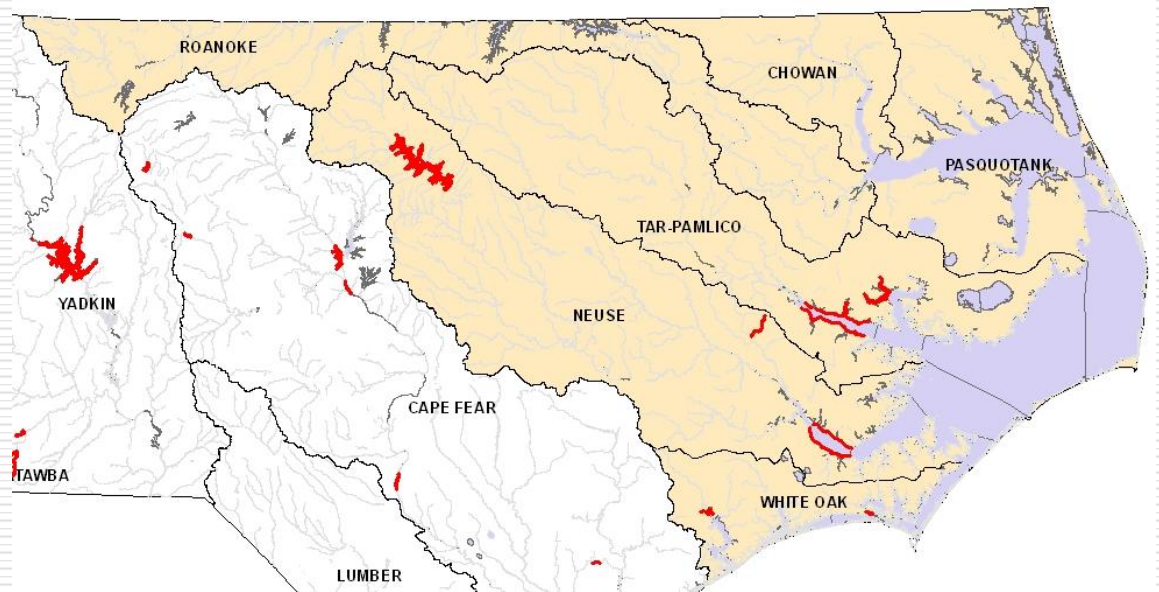 ROANOKE
CHOWAN
PASQUOTANK
TAR-PAMLICO
YADKIN
NEUSE
CAPE FEAR
TAWBA
WHITE OAK
LUMBER